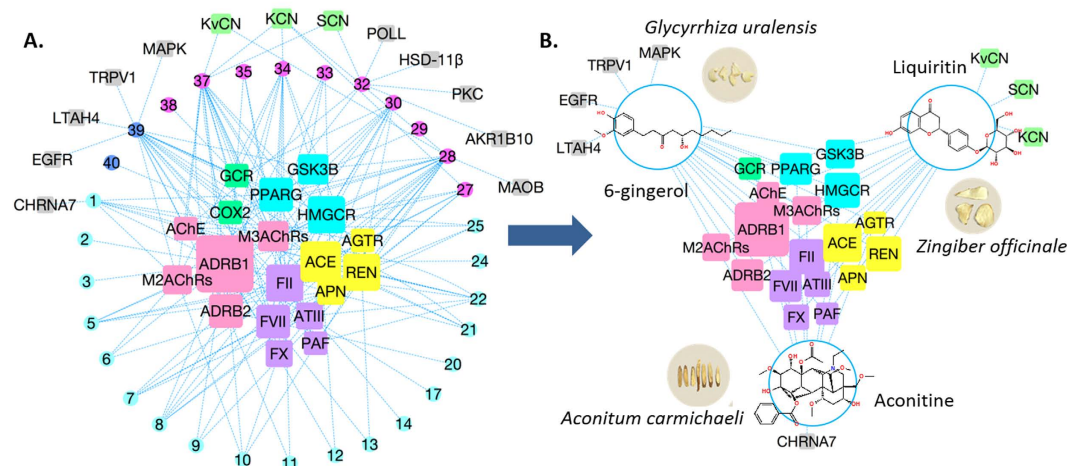 A.
KvCN
KCN
SCN
MAPK
POLL
TRPV1
HSD-11β
37
35
34
33
32
LTAH4
38
30
PKC
39
29
EGFR
40
GCR
GSK3B
28
AKR1B10
CHRNA7
PPARG
27
MAOB
1
COX2
HMGCR
AChE
M3AChRs
AGTR
25
2
ADRB1
ACE
24
3
M2AChRs
FII
REN
APN
22
5
ADRB2
FVII
ATIII
21
6
FX
PAF
20
7
17
8
14
9
13
10
11
12
B.
Glycyrrhiza uralensis
MAPK
TRPV1
Liquiritin
KvCN
EGFR
SCN
HO
O
O
OH
LTAH4
KCN
6-gingerol
GCR
PPARG
GSK3B
AChE
HMGCR
M3AChRs
ADRB1
AGTR
Zingiber officinale
M2AChRs
ACE
REN
ADRB2
FII
FVII
ATIII
APN
FX
PAF
Aconitum carmichaeli
Aconitine
CHRNA7